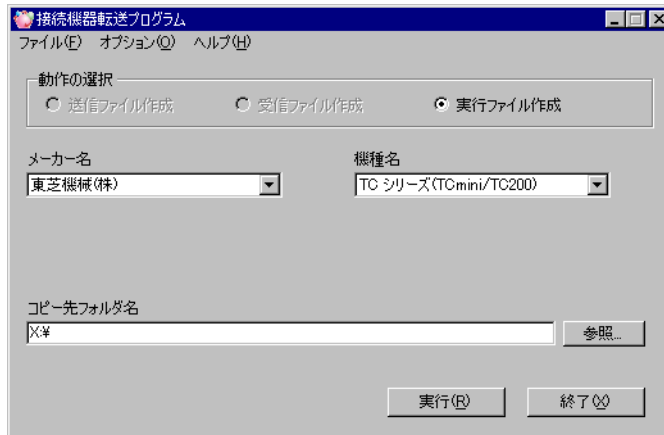 接続機器転送プログラム
ファイル(F) オプション(O) ヘルプ(H)
動作の選択
送信ファイル作成 受信ファイル作成 実行ファイル作成
メーカー名 機種名
東芝機械(株) TC シリーズ(TCmini/TC200)
コピー先フォルダ名
X:¥ 参照...
実行(R) 終了(X)